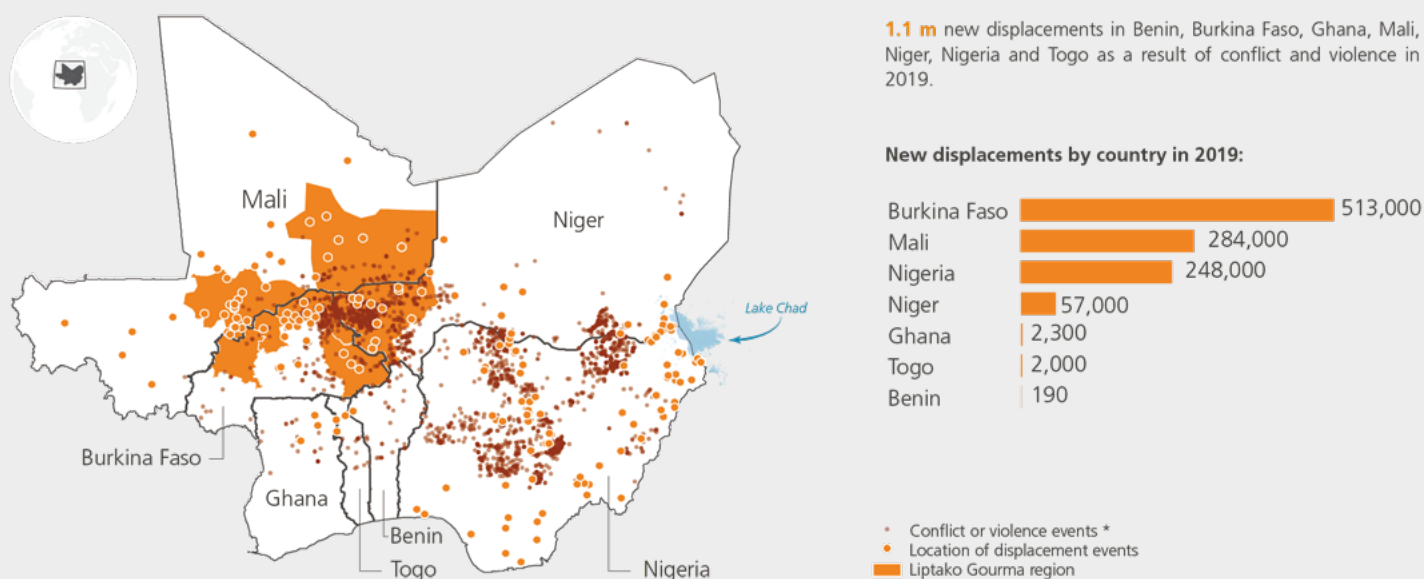 1.1 m new displacements in Benin, Burkina Faso, Ghana, Mali,
Niger, Nigeria and Togo as a result of conflict and violence in
2019.
New displacements by country in 2019:
Burkina Faso 513,000
Mali 284,000
Nigeria 248,000
Niger 57,000
Ghana 2,300
Togo 2,000
Benin 190
Mali
Niger
Lake Chad
Burkina Faso
Ghana
Benin
Togo
Nigeria
Conflict or violence events *
Location of displacement events
Liptako Gourma region